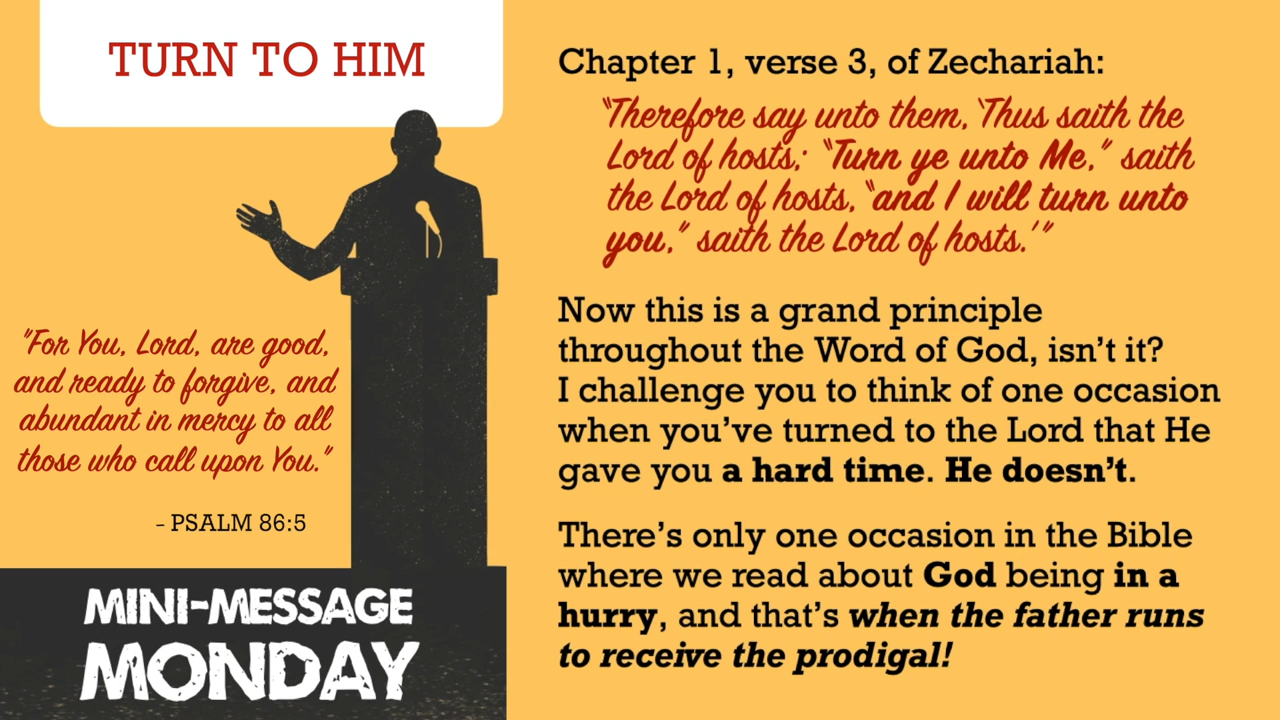 TURN TO HIM
"For You, Lord, are good,
and ready to forgive, and
abundant in mercy to all
those who call upon You."
– PSALM 86:5
MINI-MESSAGE
MONDAY
Chapter 1, verse 3, of Zechariah:
“Therefore say unto them, ‘Thus saith the
Lord of hosts; “Turn ye unto Me,” saith
the Lord of hosts, “and I will turn unto
you,” saith the Lord of hosts.’”
Now this is a grand principle
throughout the Word of God, isn’t it?
I challenge you to think of one occasion
when you’ve turned to the Lord that He
gave you a hard time. He doesn’t.
There’s only one occasion in the Bible
where we read about God being in a
hurry, and that’s when the father runs
to receive the prodigal!